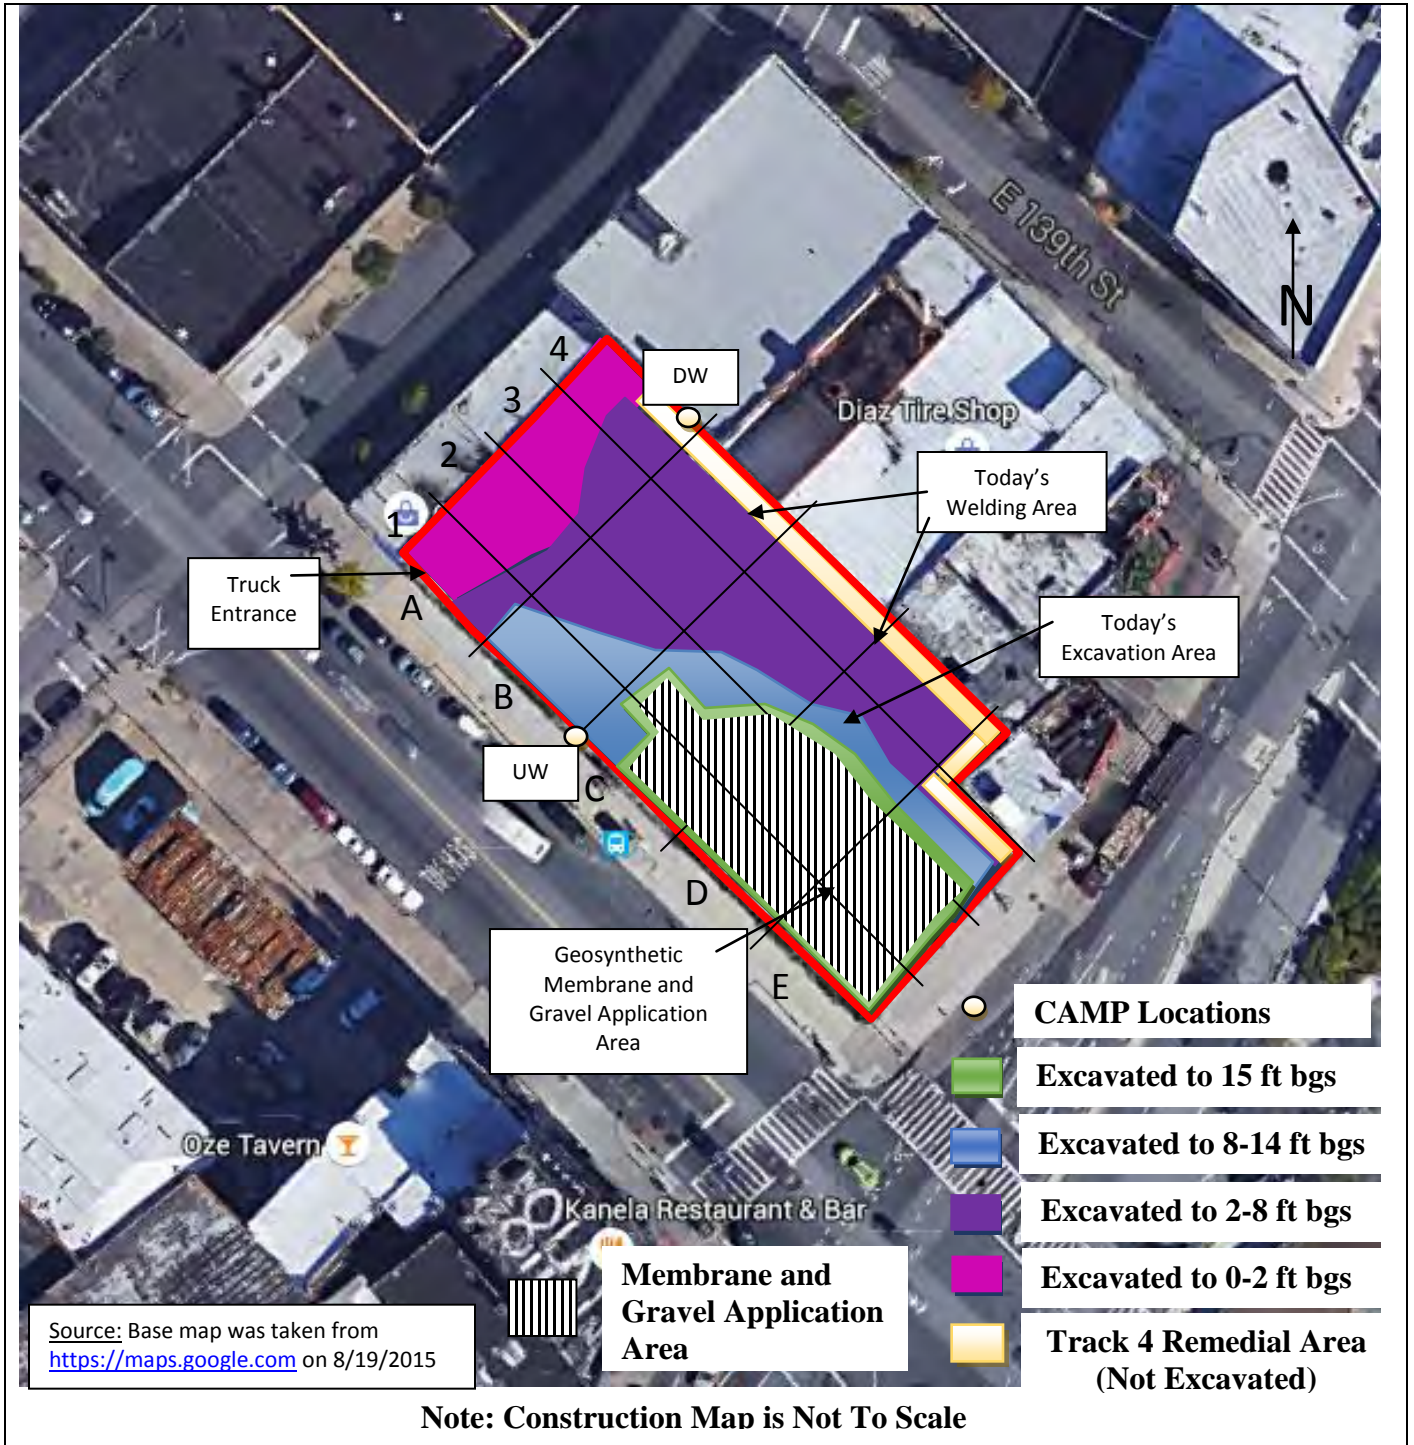 E 139th St
N
4
3
2
1
DW
Diaz Tire Shop
Today's
Welding Area
Truck
Entrance
A
Today's
Excavation Area
B
UW
C
D
Geosynthetic
Membrane and
Gravel Application
Area
E
CAMP Locations
Excavated to 15 ft bgs
Excavated to 8-14 ft bgs
Oze Tavern
Kanela Restaurant & Bar
Excavated to 2-8 ft bgs
Membrane and
Gravel Application
Area
Excavated to 0-2 ft bgs
Source: Base map was taken from
https://maps.google.com on 8/19/2015
Track 4 Remedial Area
(Not Excavated)
Note: Construction Map is Not To Scale